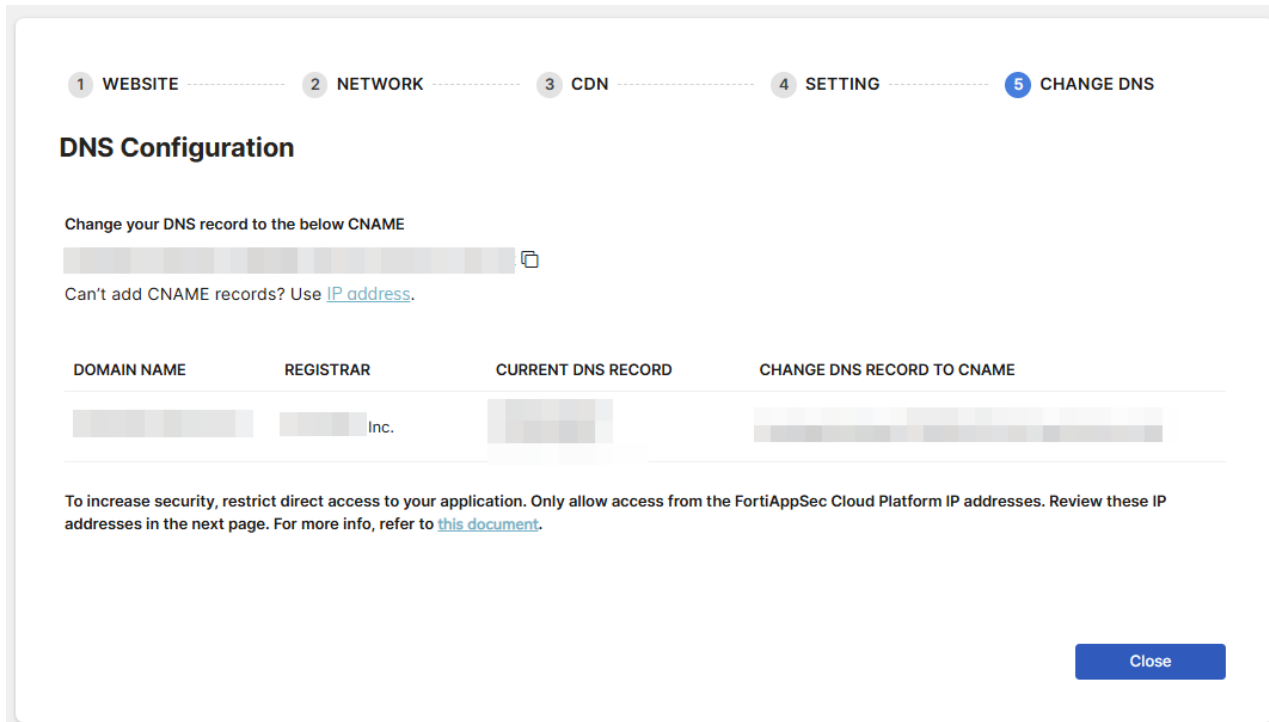 1 WEBSITE 2 NETWORK 3 CDN 4 SETTING 5 CHANGE DNS
DNS Configuration
Change your DNS record to the below CNAME
Can't add CNAME records? Use IP address.
DOMAIN NAME REGISTRAR CURRENT DNS RECORD CHANGE DNS RECORD TO CNAME
Inc.
To increase security, restrict direct access to your application. Only allow access from the FortiAppSec Cloud Platform IP addresses. Review these IP
addresses in the next page. For more info, refer to this document.
Close